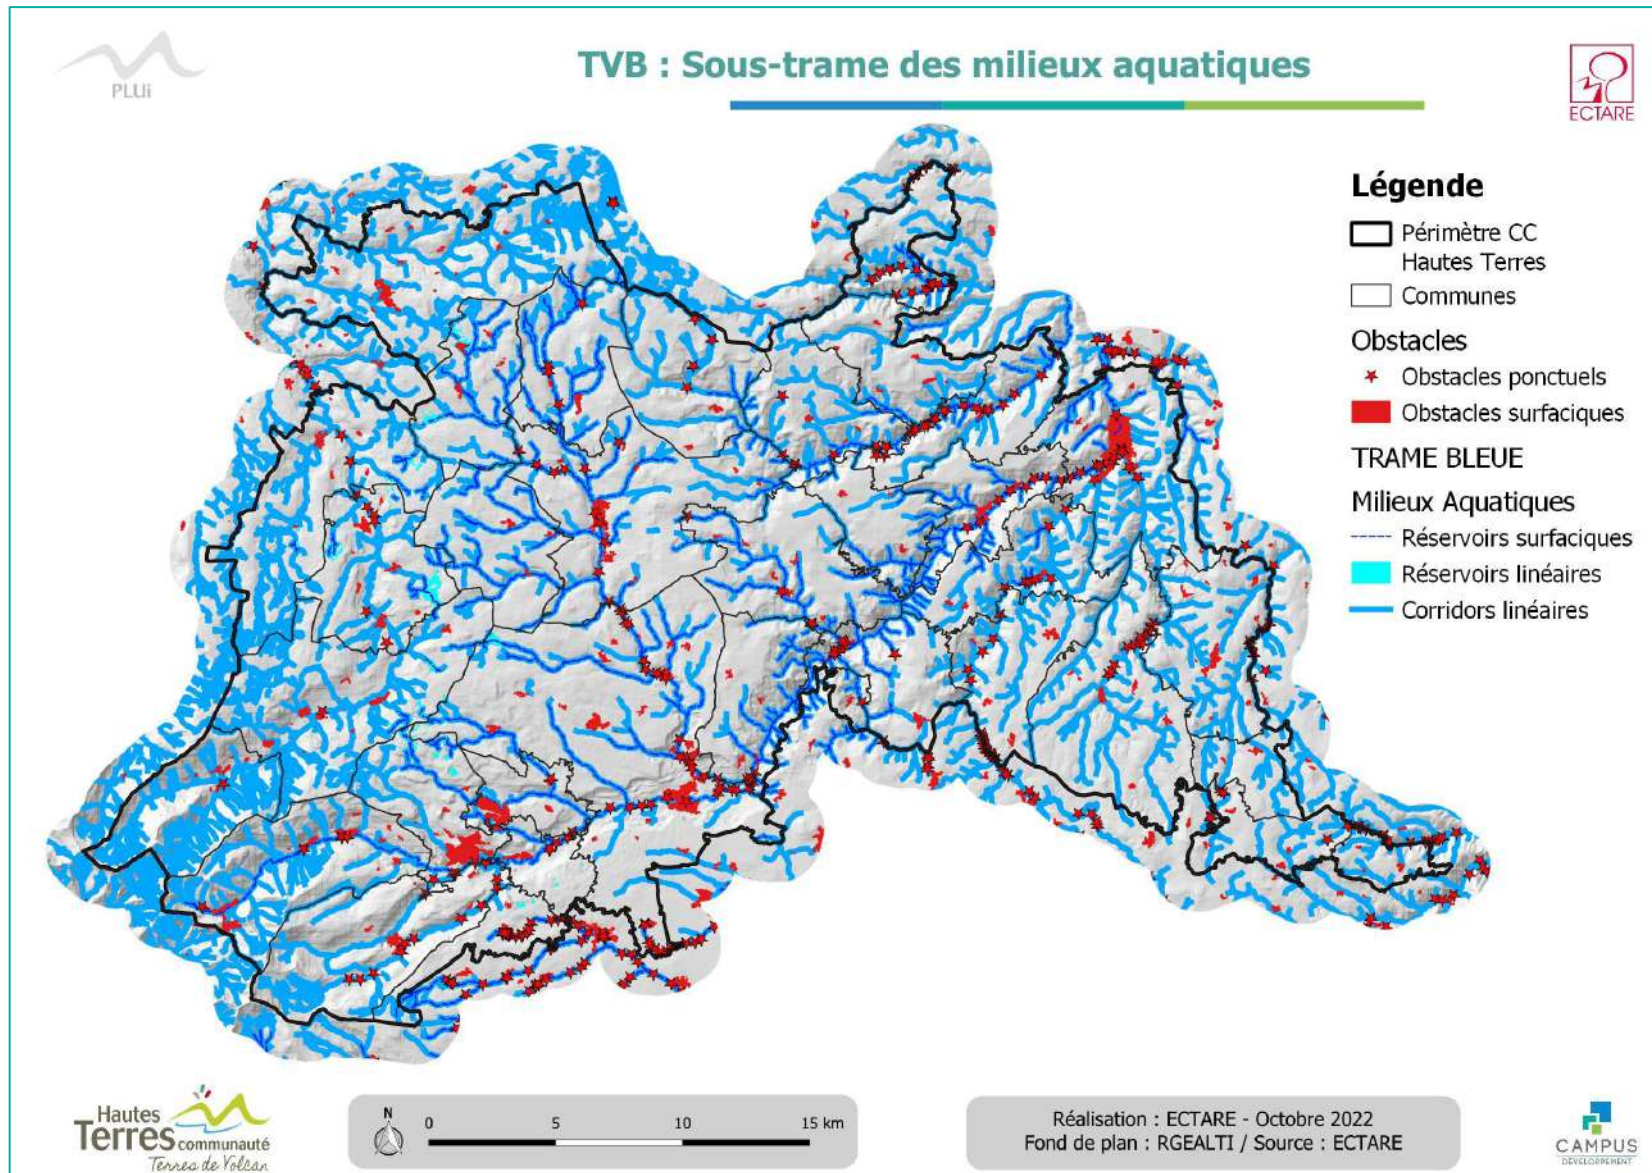 PLUi
TVB : Sous-trame des milieux aquatiques
ECTARE
Légende
Périmètre CC
Hautes Terres
Communes
Obstacles
Obstacles ponctuels
Obstacles surfaciques
TRAME BLEUE
Milieux Aquatiques
Réservoirs surfaciques
Réservoirs linéaires
Corridors linéaires
Hautes
Terres communauté
Terres de Volcan
N
0 5 10 15 km
Réalisation : ECTARE - Octobre 2022
Fond de plan : RGEALTI / Source : ECTARE
CAMPUS
DÉVELOPPEMENT